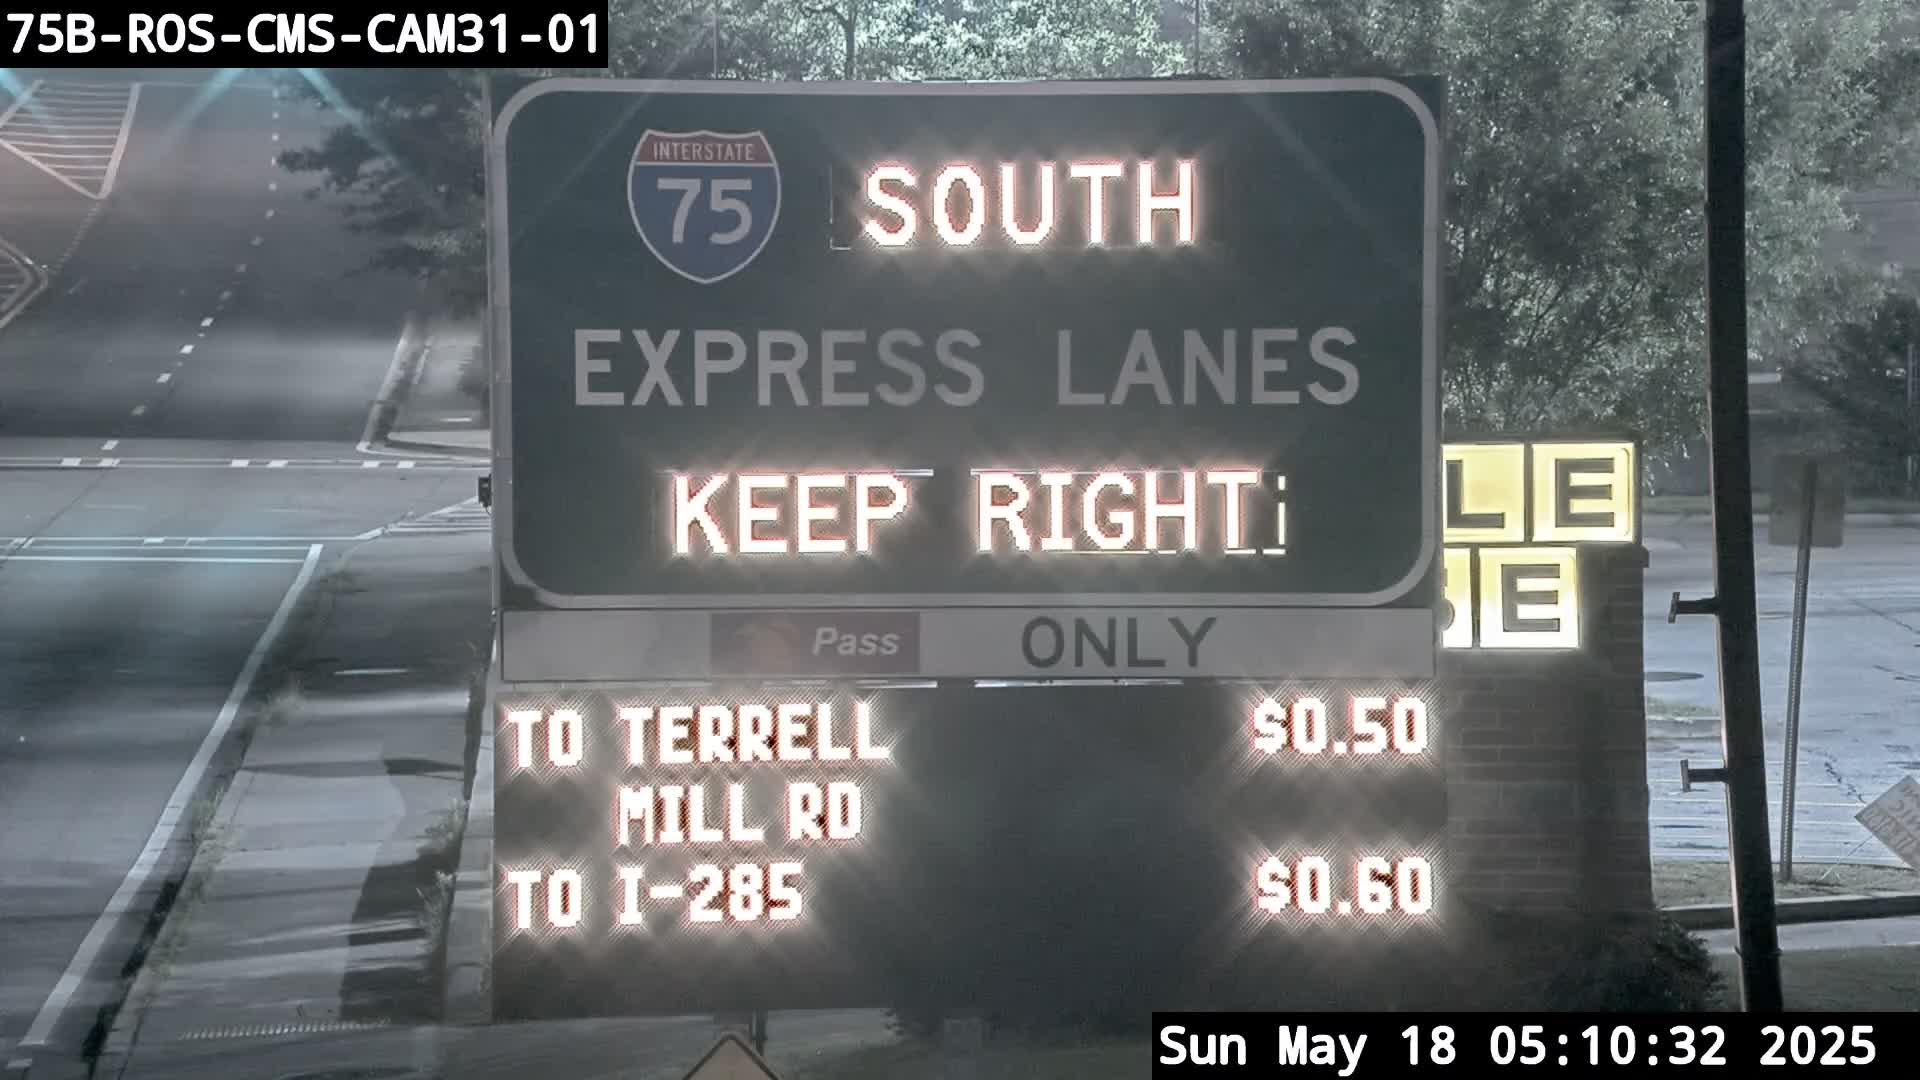 75B-ROS-CMS-CAM31-01
INTERSTATE
75
SOUTH
EXPRESS LANES
KEEP RIGHT
Pass ONLY
LE
E
TO TERRELL $0.50
MILL RD
TO I-285 $0.60
Sun May 18 05:10:32 2025